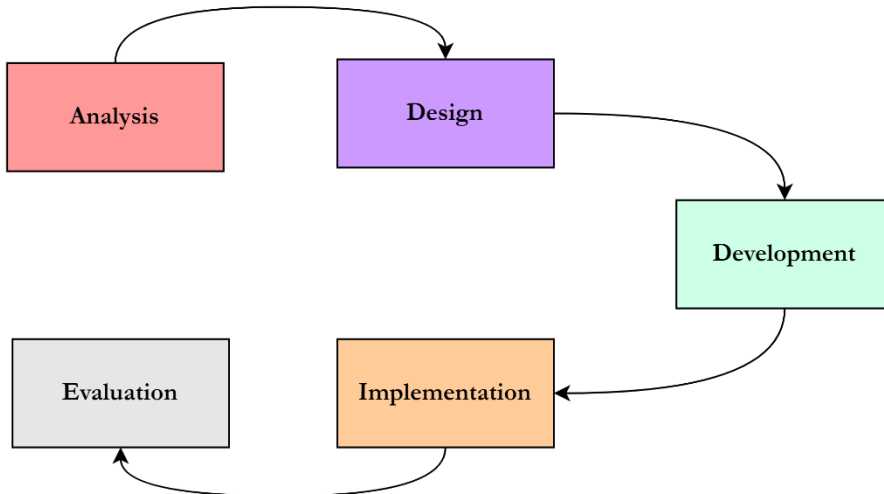 Analysis
Design
Development
Implementation
Evaluation